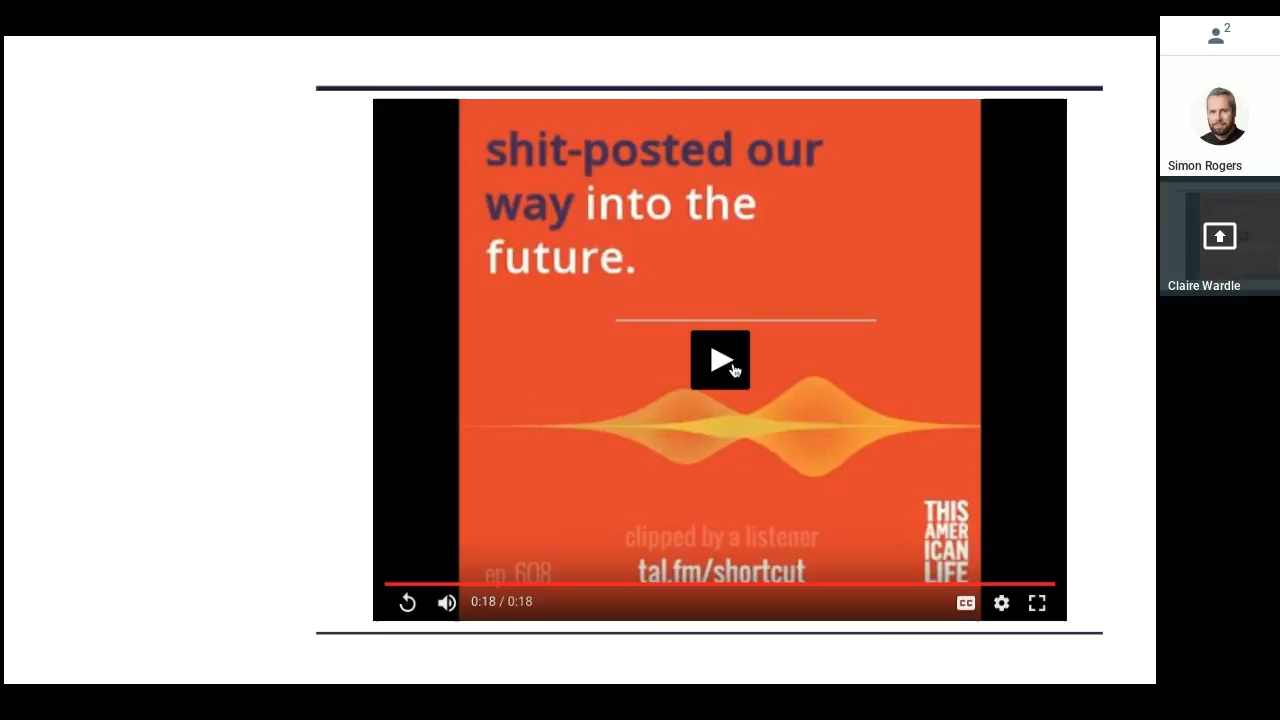 shit-posted our
way into the
future.
clipped by a listener
ep. 608
tal.fm/shortcut
THIS
AMER
ICAN
LIFE
0:18 / 0:18
CC
2
Simon Rogers
Claire Wardle